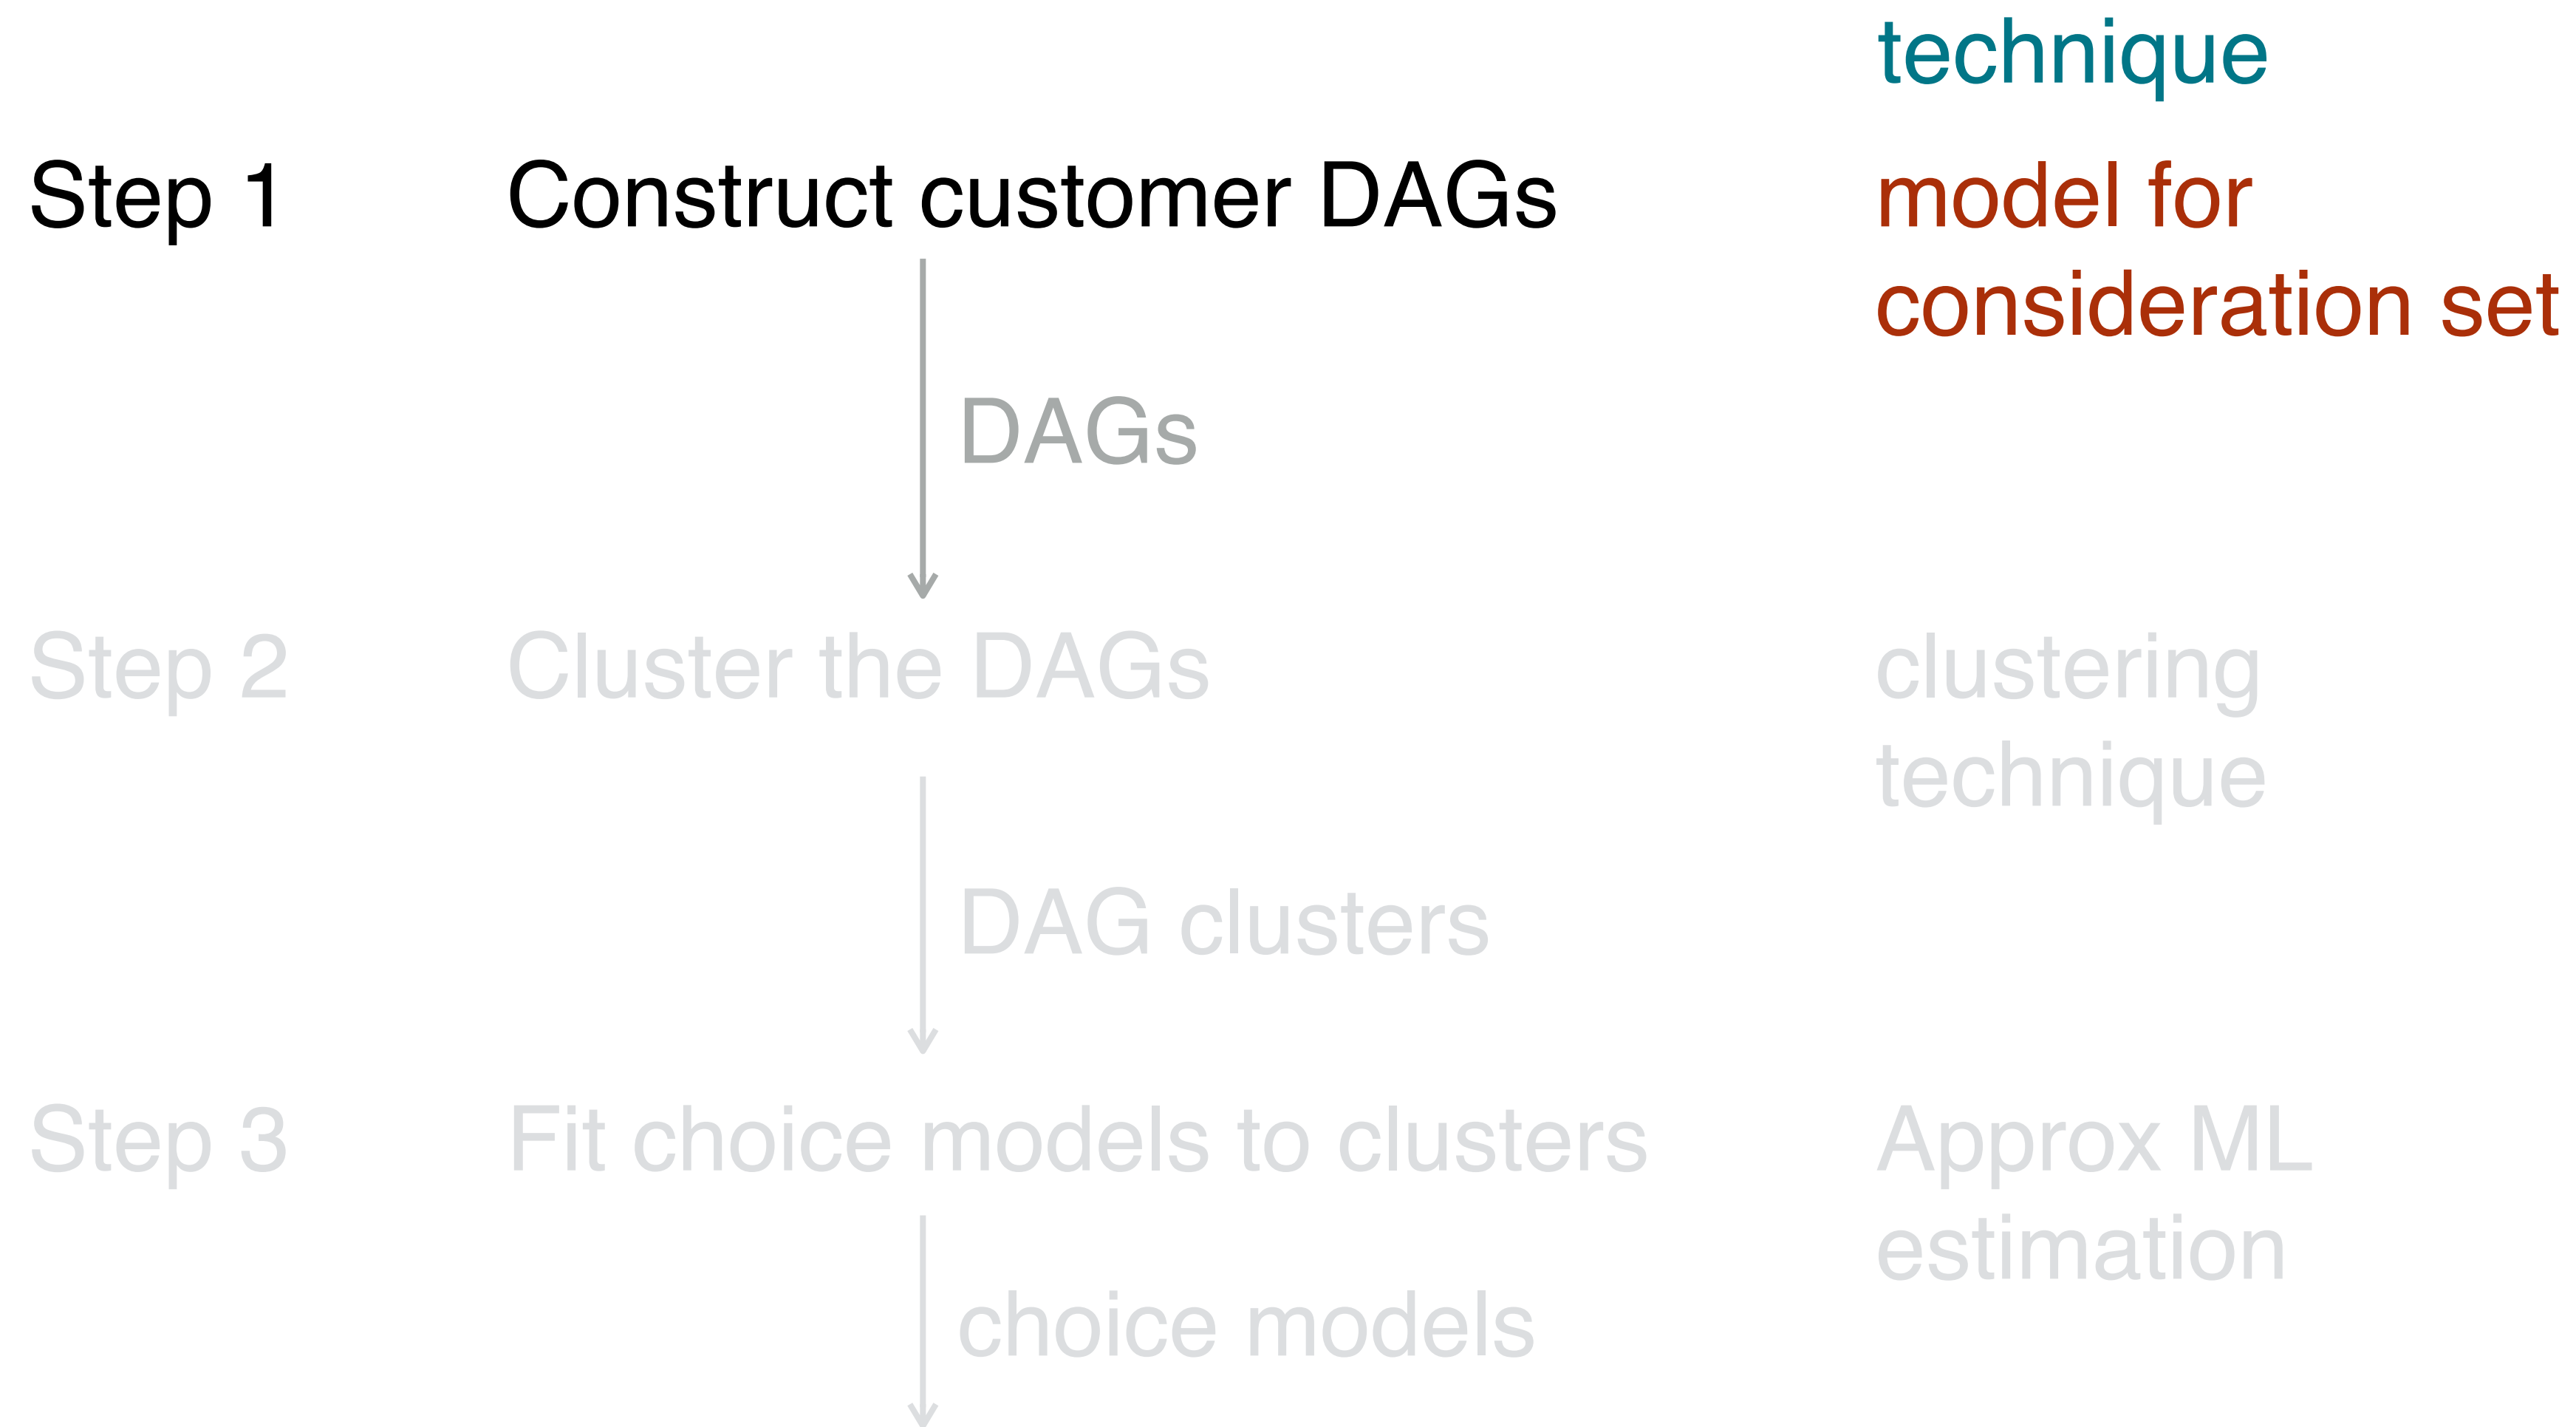 technique
Step 1 Construct customer DAGs model for
consideration set
DAGs
Step 2 Cluster the DAGs clustering
technique
DAG clusters
Step 3 Fit choice models to clusters Approx ML
estimation
choice models